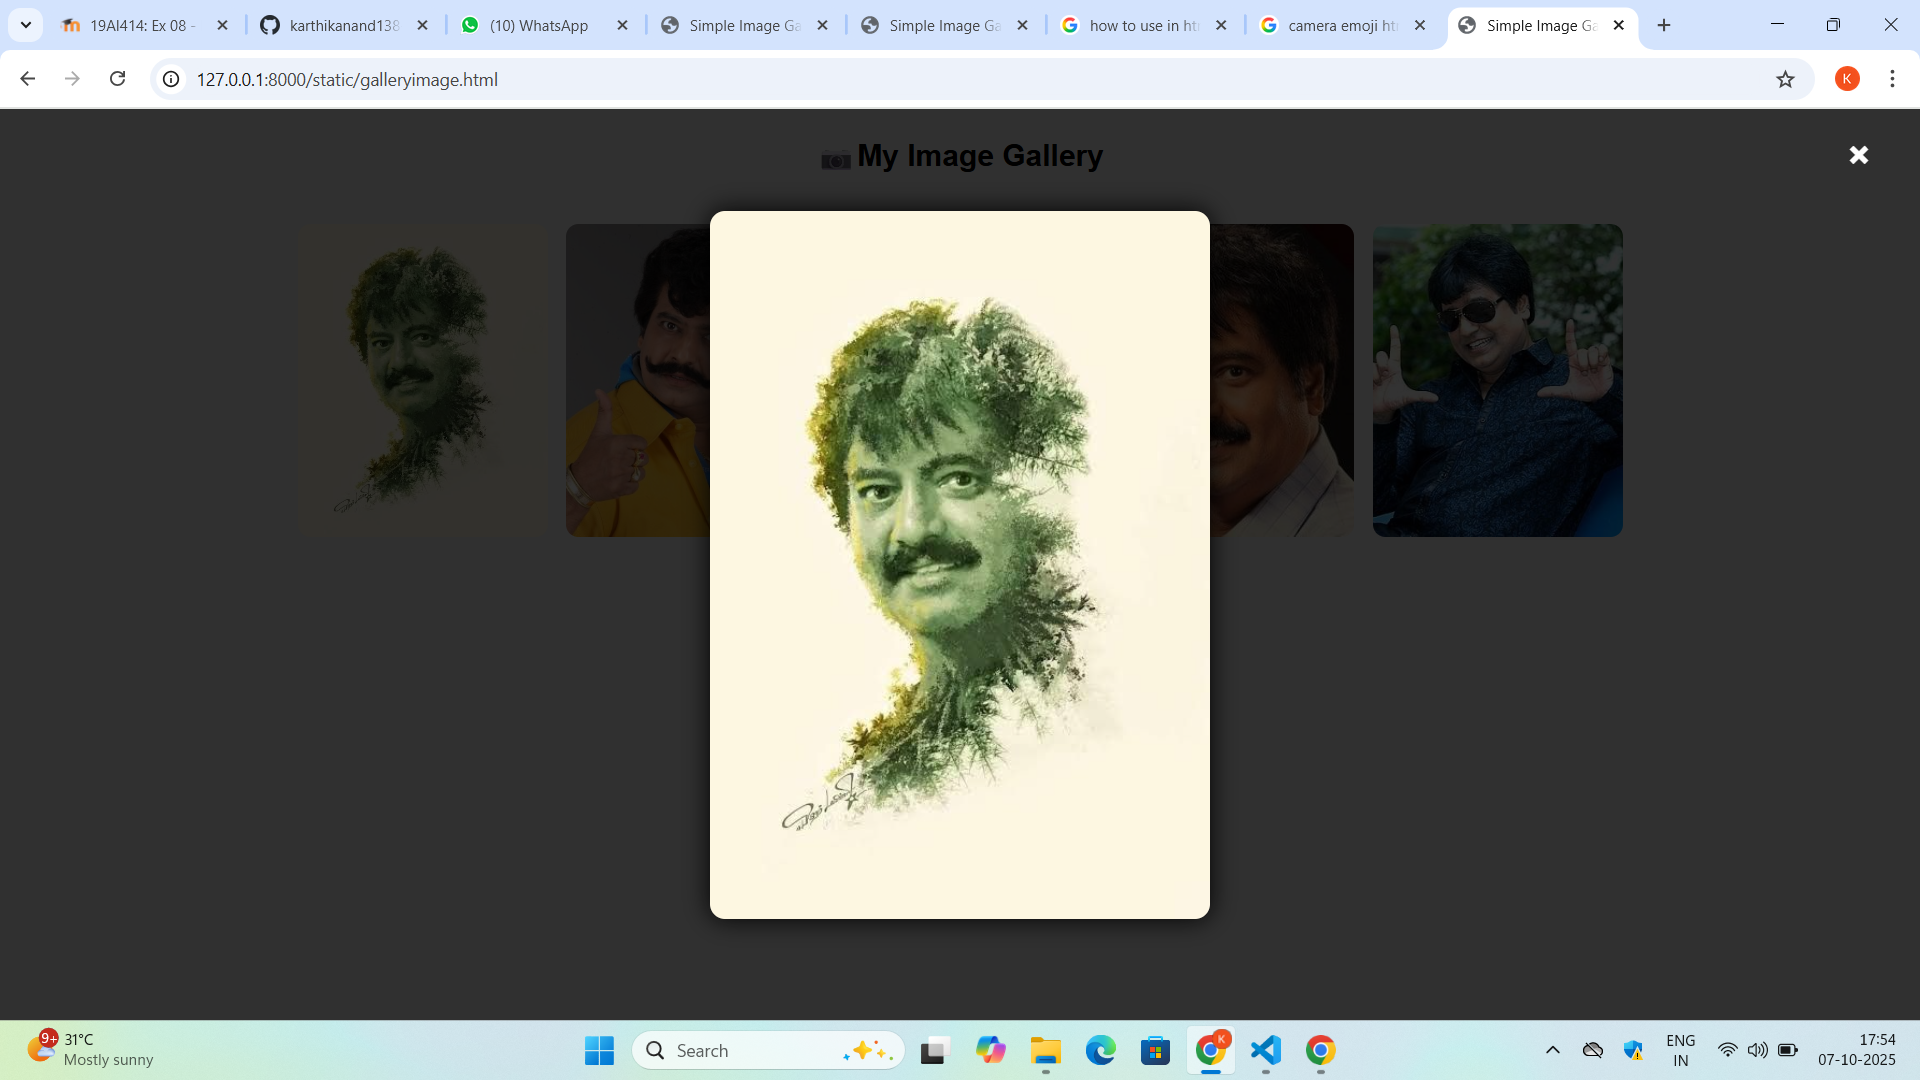 19AI414: Ex 08 -
karthikanand138
(10) WhatsApp
Simple Image Ga
Simple Image Ga
how to use in htm
camera emoji htm
Simple Image Ga
127.0.0.1:8000/static/galleryimage.html
K
📷 My Image Gallery
9+
31°C
Mostly sunny
Search
K
ENG
IN
17:54
07-10-2025